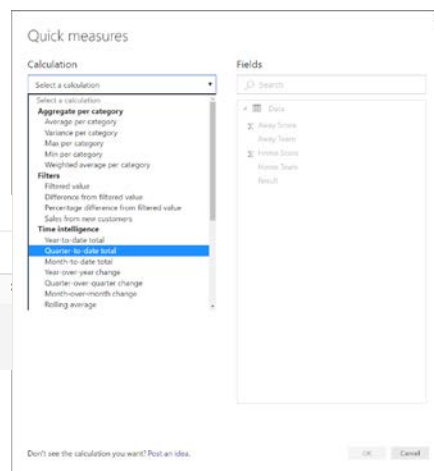 Quick measures
Calculation
Select a calculation
Select a calculation
Aggregate per category
Average per category
Variance per category
Max per category
Min per category
Weighted average per category
Filters
Filtered value
Difference from filtered value
Percentage difference from filtered value
Sales from new customers
Time intelligence
Year-to-date total
Quarter-to-date total
Month-to-date total
Year-over-year change
Quarter-over-quarter change
Month-over-month change
Rolling average
Fields
Search
Data
Away Score
Away Team
Home Score
Home Team
Result
Don't see the calculation you want? Post an idea.
OK
Cancel